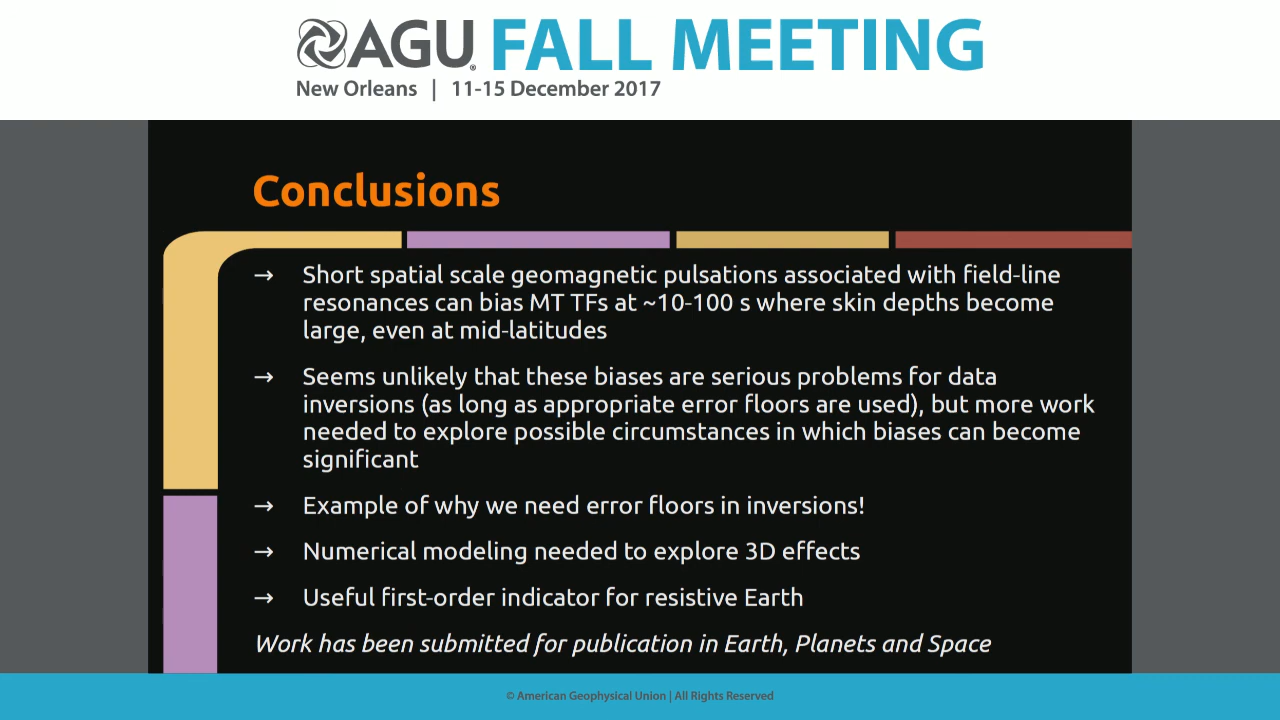 AGU FALL MEETING
New Orleans | 11-15 December 2017
Conclusions
→ Short spatial scale geomagnetic pulsations associated with field-line
resonances can bias MT TFs at ~10-100 s where skin depths become
large, even at mid-latitudes
→ Seems unlikely that these biases are serious problems for data
inversions (as long as appropriate error floors are used), but more work
needed to explore possible circumstances in which biases can become
significant
→ Example of why we need error floors in inversions!
→ Numerical modeling needed to explore 3D effects
→ Useful first-order indicator for resistive Earth
Work has been submitted for publication in Earth, Planets and Space
© American Geophysical Union | All Rights Reserved